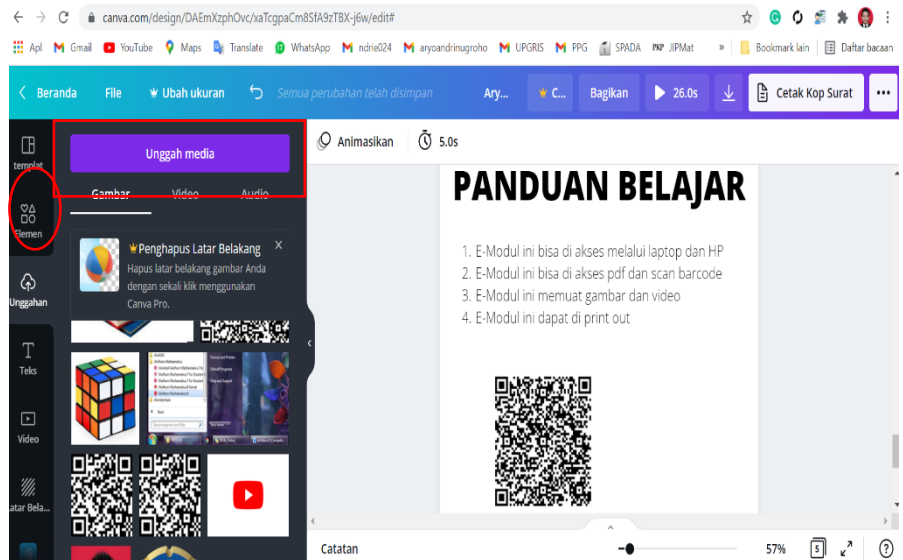 canva.com/design/DAEmXzphOvc/xaTcgpaCm8SfA9zTBX-j6w/edit#
Apl Gmail YouTube Maps Translate WhatsApp ndrie024 aryoandrinugroho UPGRIS PPG SPADA PKP JIPMat » Bookmark lain Daftar bacaan
Beranda File Ubah ukuran Semua perubahan telah disimpan Ary... C... Bagikan 26.0s Cetak Kop Surat
templat
Elemen
Unggahan
Teks
Video
atar Bela...
Unggah media
Gambar Video Audio
Penghapus Latar Belakang
Hapus latar belakang gambar Anda
dengan sekali klik menggunakan
Canva Pro.
Animasikan 5.0s
PANDUAN BELAJAR
1. E-Modul ini bisa di akses melalui laptop dan HP
2. E-Modul ini bisa di akses pdf dan scan barcode
3. E-Modul ini memuat gambar dan video
4. E-Modul ini dapat di print out
Catatan 57% 5